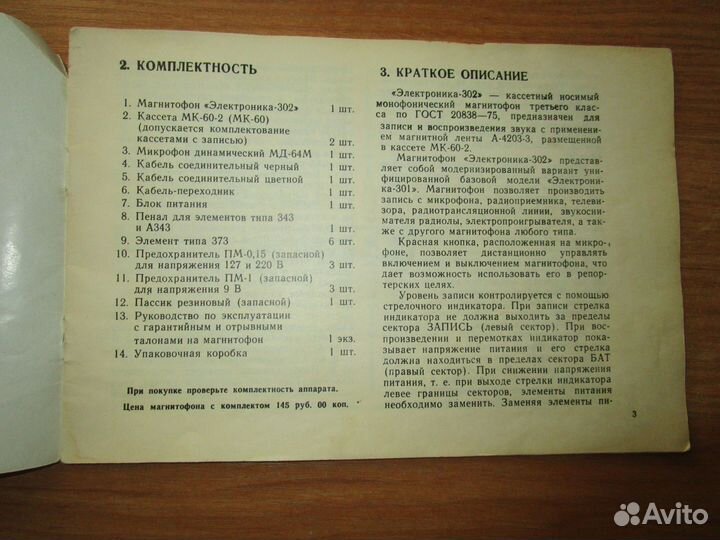 2. КОМПЛЕКТНОСТЬ
1. Магнитофон «Электроника-302» 1 шт.
2. Кассета МК-60-2 (МК-60)
(допускается комплектование
кассетами с записью) 2 шт.
3. Микрофон динамический МД-64М 1 шт.
4. Кабель соединительный черный 1 шт.
5. Кабель соединительный цветной 1 шт.
6. Кабель-переходник 1 шт.
7. Блок питания 1 шт.
8. Пенал для элементов типа 343
и А343 1 шт.
9. Элемент типа 373 6 шт.
10. Предохранитель ПМ-0,15 (запасной)
для напряжения 127 и 220 В 3 шт.
11. Предохранитель ПМ-1 (запасной)
для напряжения 9 В 3 шт.
12. Пассик резиновый (запасной) 1 шт.
13. Руководство по эксплуатации
с гарантийным и отрывными
талонами на магнитофон 1 экз.
14. Упаковочная коробка 1 шт.
При покупке проверьте комплектность аппарата.
Цена магнитофона с комплектом 145 руб. 00 коп.
3. КРАТКОЕ ОПИСАНИЕ
«Электроника-302» — кассетный носимый
монофонический магнитофон третьего клас-
са по ГОСТ 20838—75, предназначен для
записи и воспроизведения звука с применени-
ем магнитной ленты А-4203-3, размещенной
в кассете МК-60-2.
Магнитофон «Электроника-302» представ-
ляет собой модернизированный вариант уни-
фицированной базовой модели «Электрони-
ка-301». Магнитофон позволяет производить
запись с микрофона, радиоприемника, телеви-
зора, радиотрансляционной линии, звукосни-
мателя радиолы, электропроигрывателя, а так-
же с другого магнитофона любого типа.
Красная кнопка, расположенная на микро-
фоне, позволяет дистанционно управлять
включением и выключением магнитофона, что
дает возможность использовать его в репор-
терских целях.
Уровень записи контролируется с помощью
стрелочного индикатора. При записи стрелка
индикатора не должна выходить за пределы
сектора ЗАПИСЬ (левый сектор). При вос-
произведении и перемотках индикатор пока-
зывает напряжение питания и его стрелка
должна находиться в пределах сектора БАТ
(правый сектор). При снижении напряжения
питания, т. е. при выходе стрелки индикатора
левее границы секторов, элементы питания
необходимо заменить. Заменяя элементы пи-
3
Avito